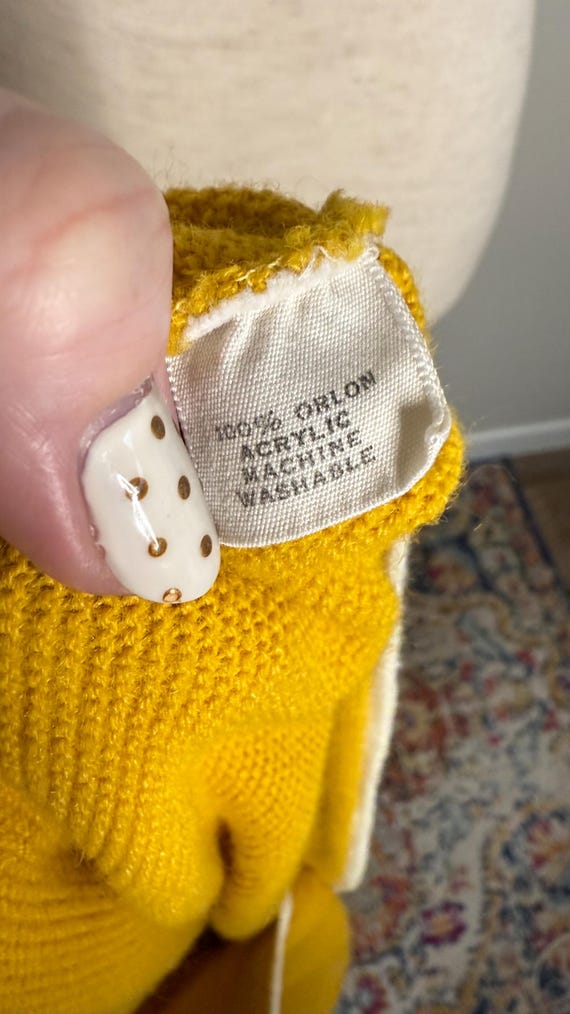 100% ORLON
ACRYLIC
MACHINE
WASHABLE